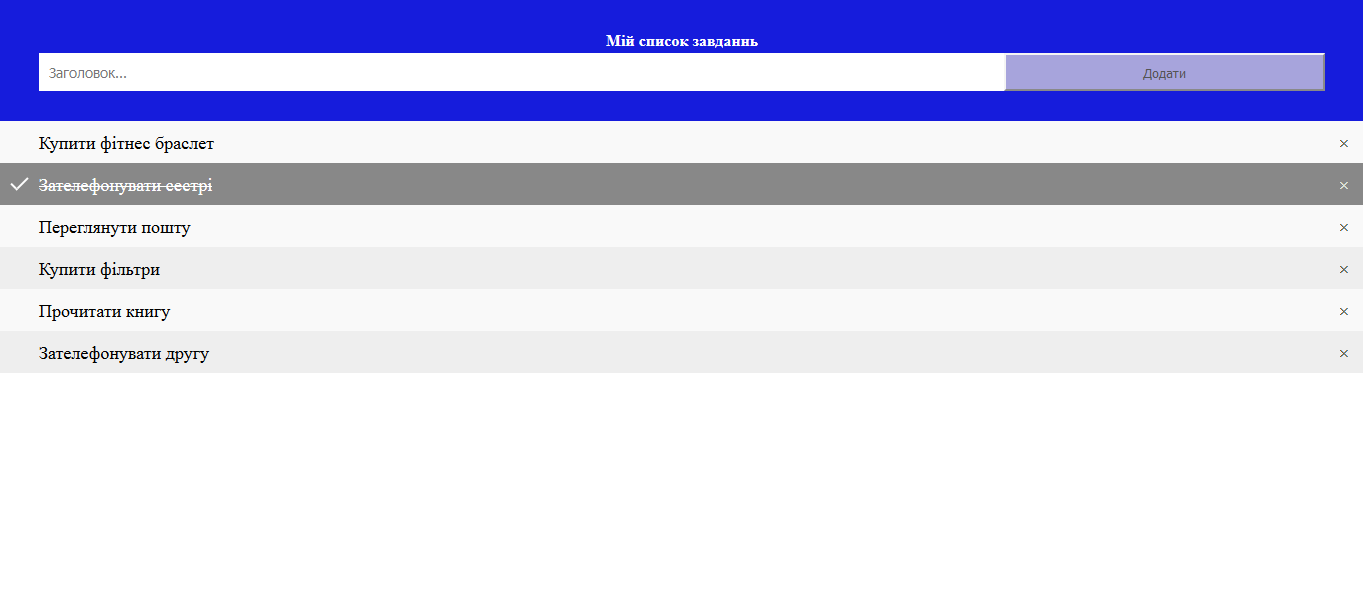 Мій список завданнь
Заголовок...
Додати
Купити фітнес браслет ×
Зателефонувати сестрі ×
Переглянути пошту ×
Купити фільтри ×
Прочитати книгу ×
Зателефонувати другу ×